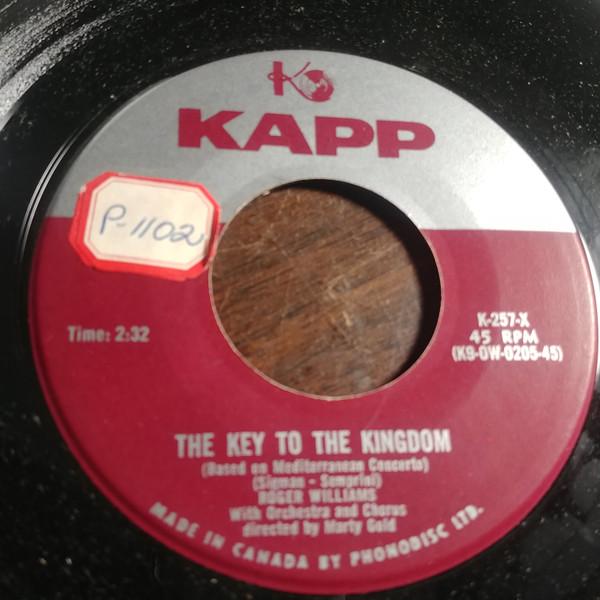 K
KAPP
P-1102
Time: 2:32
K-257-X
45 RPM
(K9-OW-0205-45)
THE KEY TO THE KINGDOM
(Based on Mediterranean Concerto)
(Sigman - Semprini)
ROGER WILLIAMS
With Orchestra and Chorus
directed by Marty Gold
MADE IN CANADA BY PHONODISC LTD.